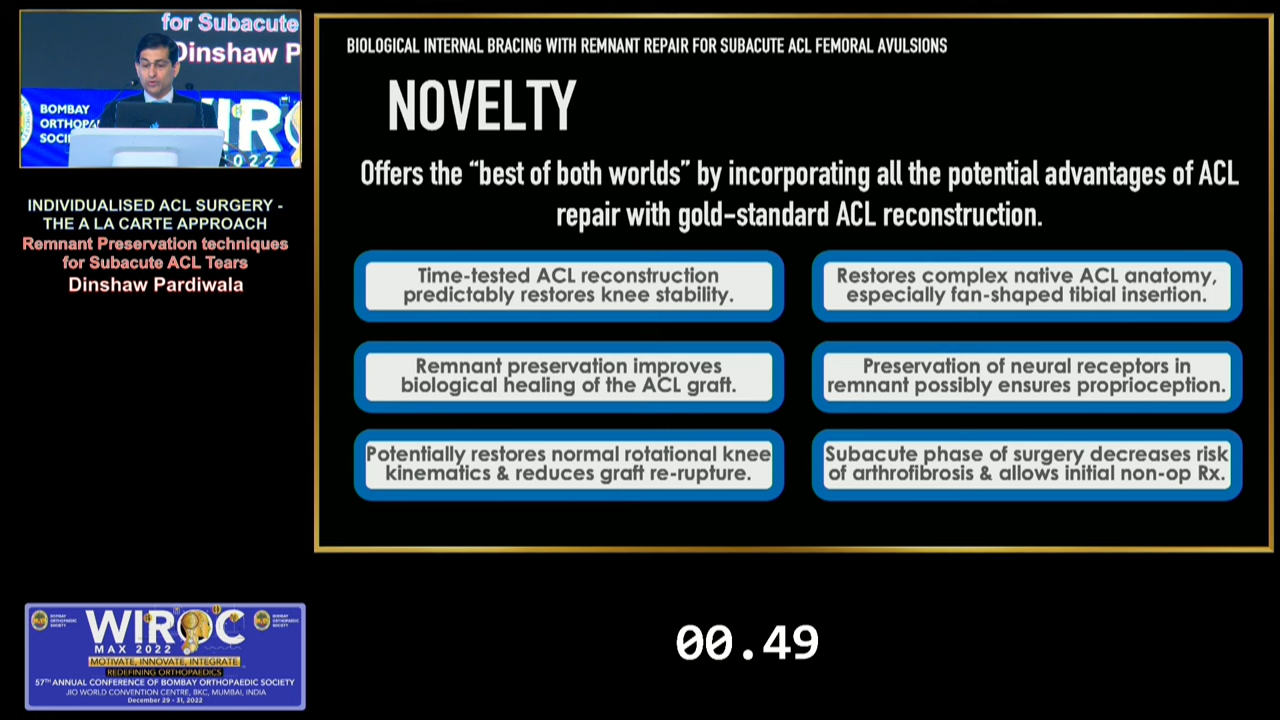 for Subacute
Dinshaw P
BOMBAY
ORTHOPA
SOCI
WIRO
2022
INDIVIDUALISED ACL SURGERY -
THE A LA CARTE APPROACH
Remnant Preservation techniques
for Subacute ACL Tears
Dinshaw Pardiwala
BIOLOGICAL INTERNAL BRACING WITH REMNANT REPAIR FOR SUBACUTE ACL FEMORAL AVULSIONS
NOVELTY
Offers the “best of both worlds” by incorporating all the potential advantages of ACL
repair with gold-standard ACL reconstruction.
Time-tested ACL reconstruction
predictably restores knee stability.
Restores complex native ACL anatomy,
especially fan-shaped tibial insertion.
Remnant preservation improves
biological healing of the ACL graft.
Preservation of neural receptors in
remnant possibly ensures proprioception.
Potentially restores normal rotational knee
kinematics & reduces graft re-rupture.
Subacute phase of surgery decreases risk
of arthrofibrosis & allows initial non-op Rx.
BOMBAY
ORTHOPAEDIC
SOCIETY
WIROC
MAX 2022
BOMBAY
ORTHOPAEDIC
SOCIETY
MOTIVATE, INNOVATE, INTEGRATE
REDEFINING ORTHOPAEDICS
57TH ANNUAL CONFERENCE OF BOMBAY ORTHOPAEDIC SOCIETY
JIO WORLD CONVENTION CENTRE, BKC, MUMBAI, INDIA
December 29 - 31, 2022
00.49